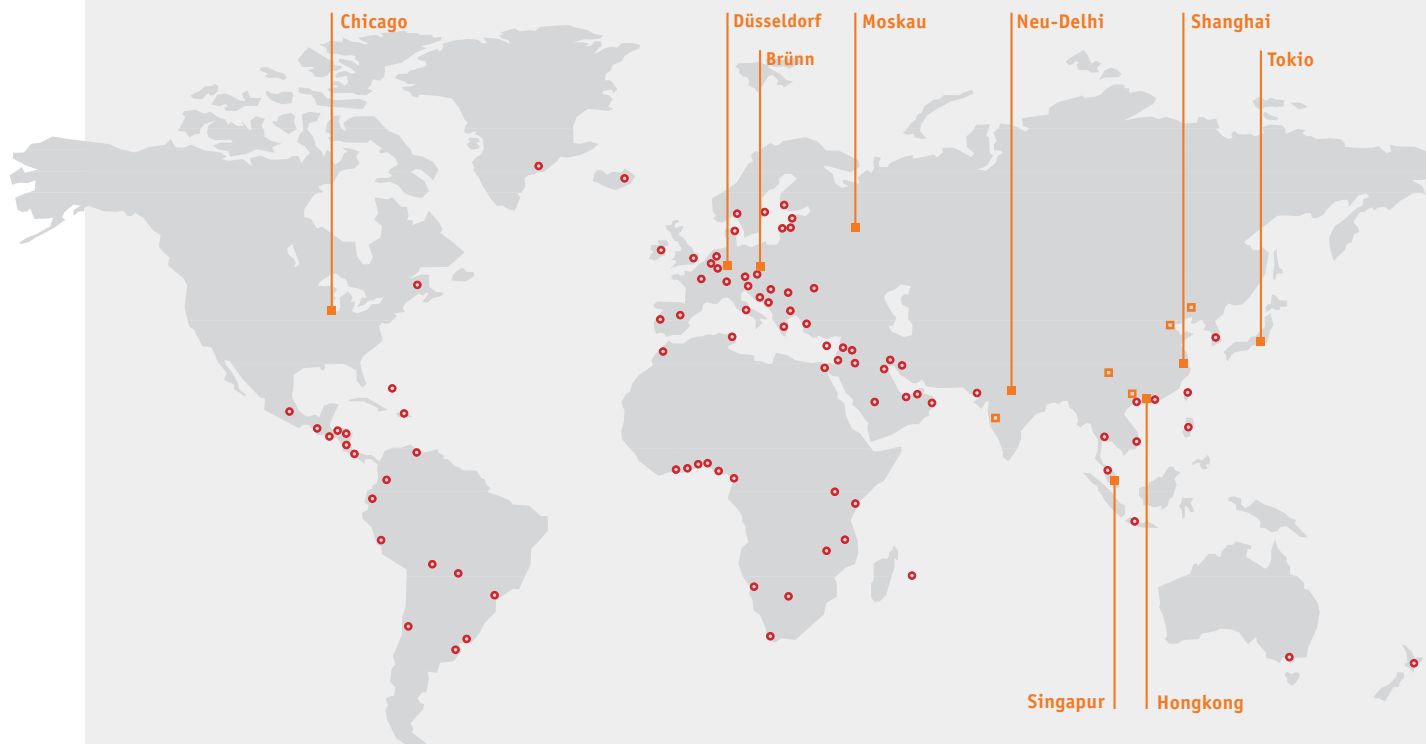 Chicago
Düsseldorf
Moskau
Neu-Delhi
Shanghai
Brünn
Tokio
Singapur
Hongkong